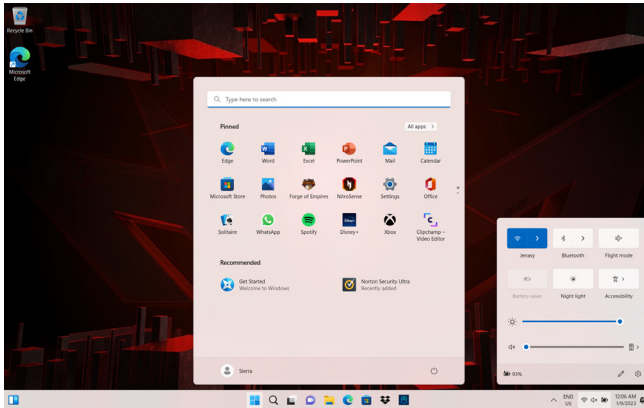 Recycle Bin
Microsoft
Edge
Type here to search
Pinned
All apps >
Edge
Word
Excel
PowerPoint
Mail
Calendar
Microsoft Store
Photos
Forge of Empires
NitroSense
Settings
Office
Solitaire
WhatsApp
Spotify
Disney+
Xbox
Clipchamp –
Video Editor
Recommended
Get Started
Welcome to Windows
Norton Security Ultra
Recently added
Sierra
Jenasy
Bluetooth
Flight mode
Battery saver
Night light
Accessibility
93%
ENG
US
12:06 AM
1/9/2023